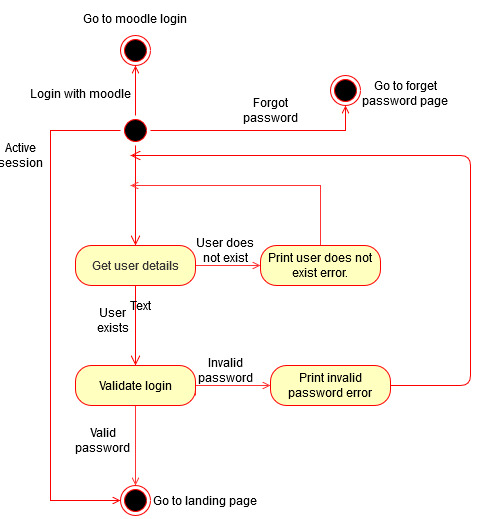 Go to moodle login
Login with moodle
Go to forget
password page
Forgot
password
Active
session
User does
not exist
Get user details
Print user does not
exist error.
Text
User
exists
Invalid
password
Validate login
Print invalid
password error
Valid
password
Go to landing page